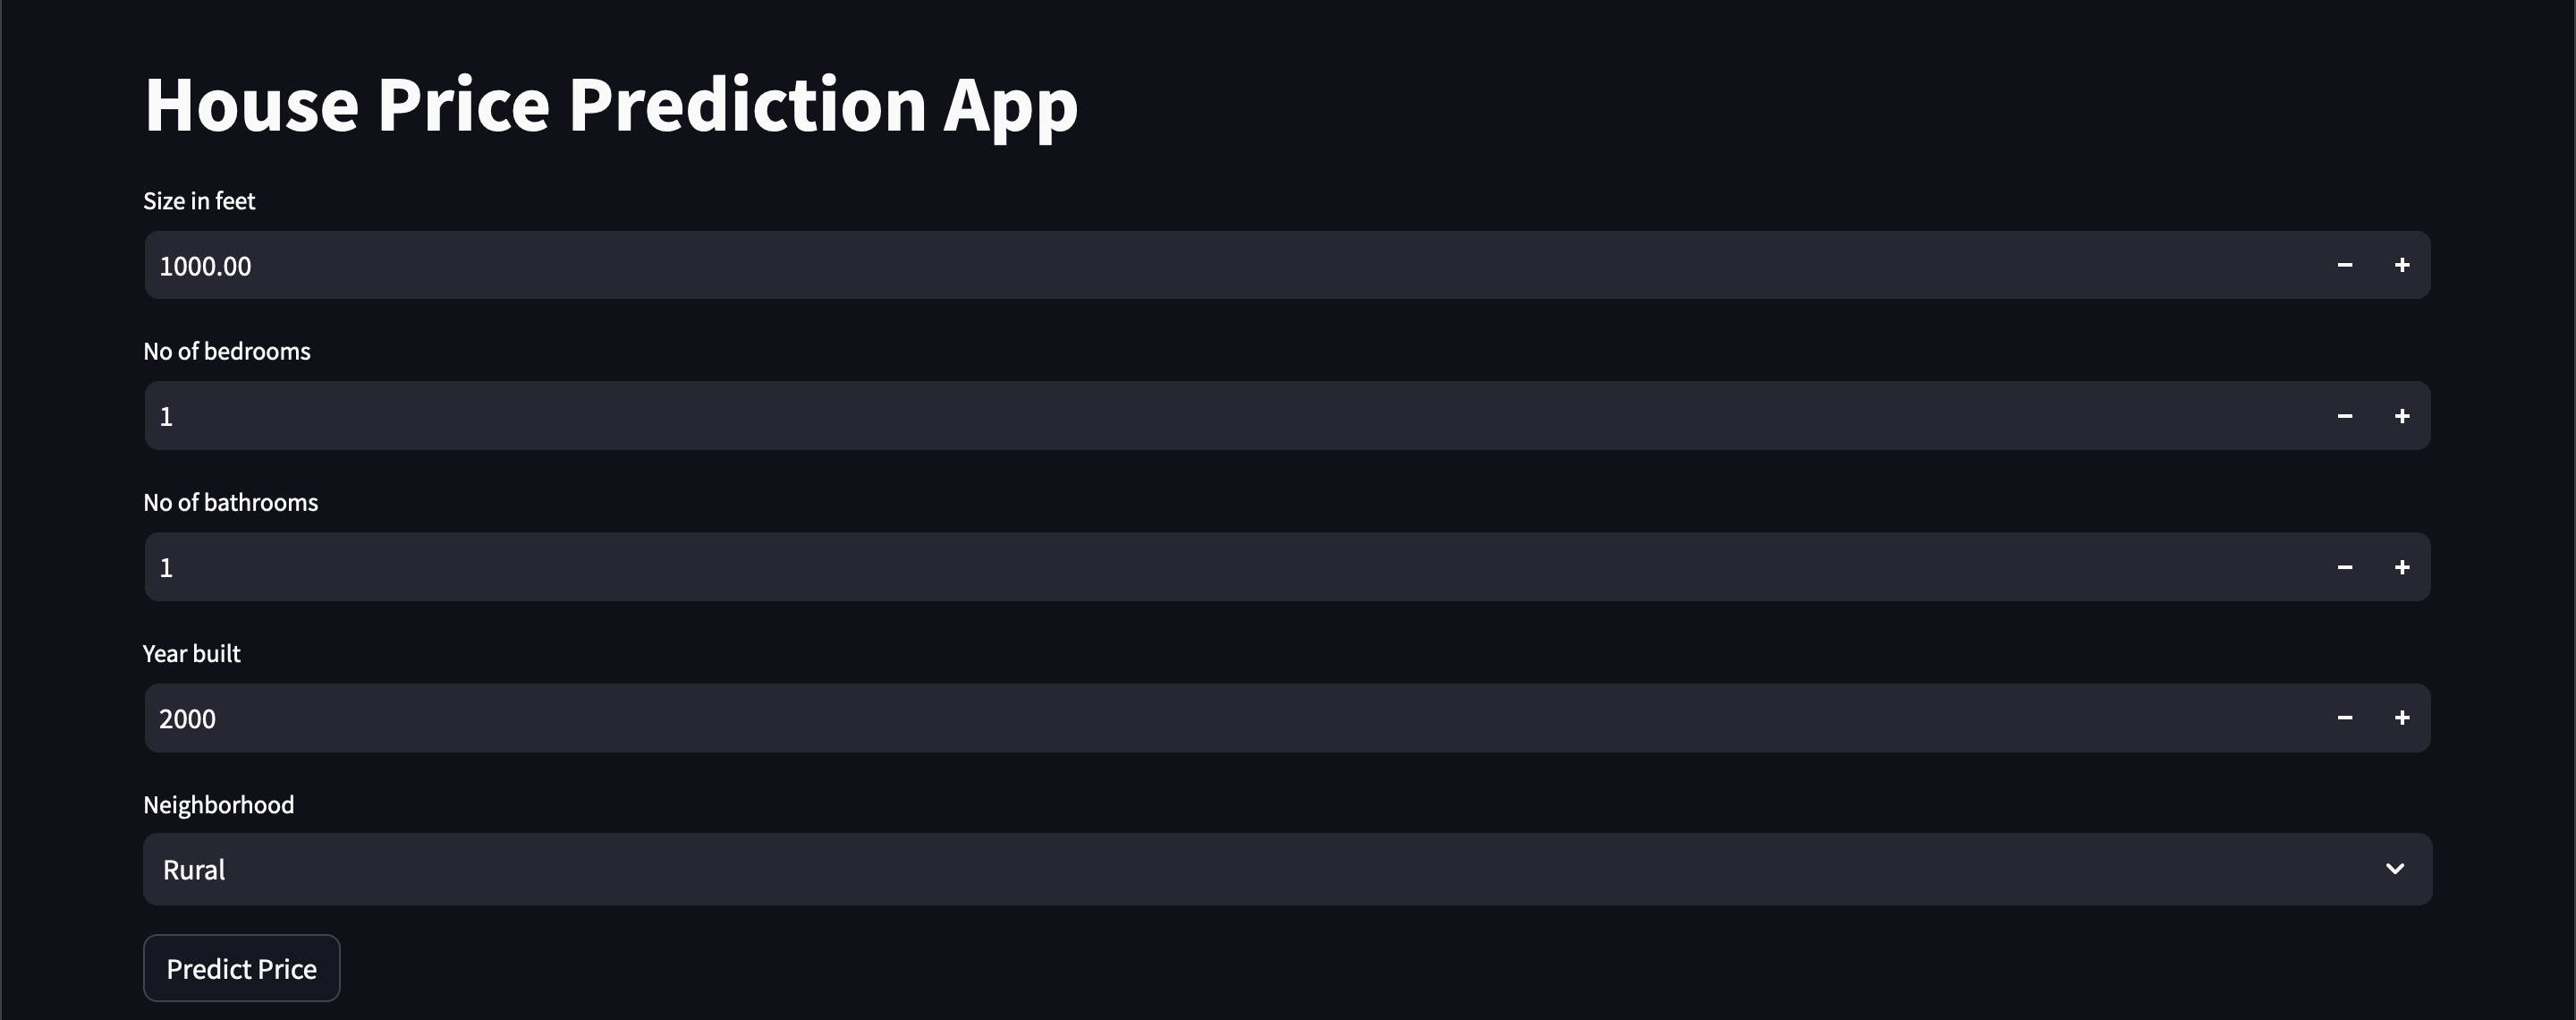 House Price Prediction App
Size in feet
1000.00
No of bedrooms
1
No of bathrooms
1
Year built
2000
Neighborhood
Rural
Predict Price